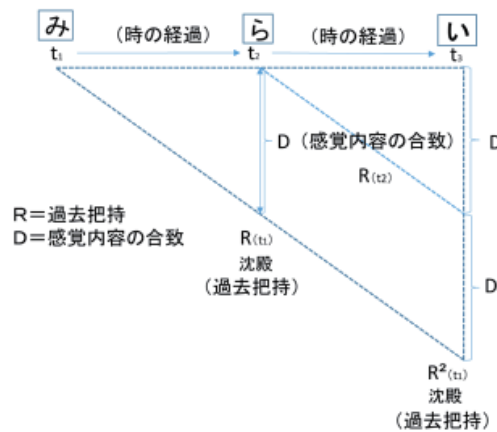 み （時の経過） ら （時の経過） い
t₁ t₂ t₃
D（感覚内容の合致） D
R(t2)
R＝過去把持
D＝感覚内容の合致
R(t₁)
沈殿
（過去把持）
D
R²(t₁)
沈殿
（過去把持）